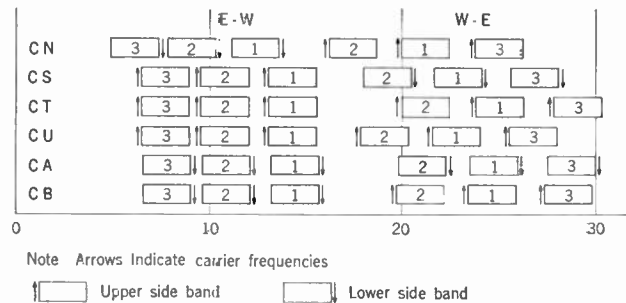 E-W W-E
CN 3 2 1 2 1 3
CS 3 2 1 2 1 3
CT 3 2 1 2 1 3
CU 3 2 1 2 1 3
CA 3 2 1 2 1 3
CB 3 2 1 2 1 3
0 10 20 30
Note Arrows Indicate carrier frequencies
Upper side band Lower side band